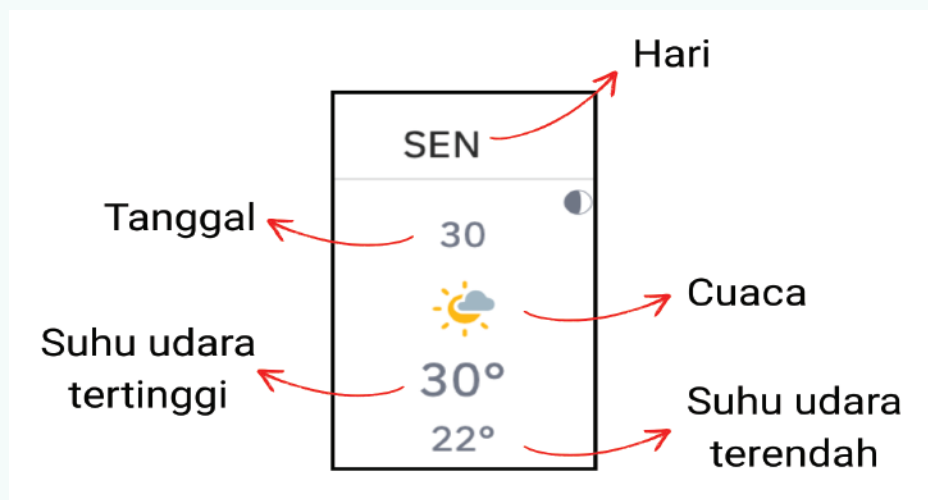 Hari
SEN
Tanggal
30
Cuaca
Suhu udara
tertinggi
30°
22°
Suhu udara
terendah